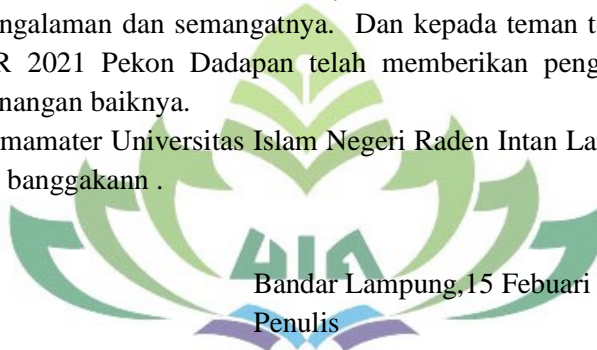 ngalaman dan semangatnya. Dan kepada teman t
R 2021 Pekon Dadapan telah memberikan peng
nangan baiknya.
mamater Universitas Islam Negeri Raden Intan La
banggakann .
Bandar Lampung,15 Febuari
Penulis